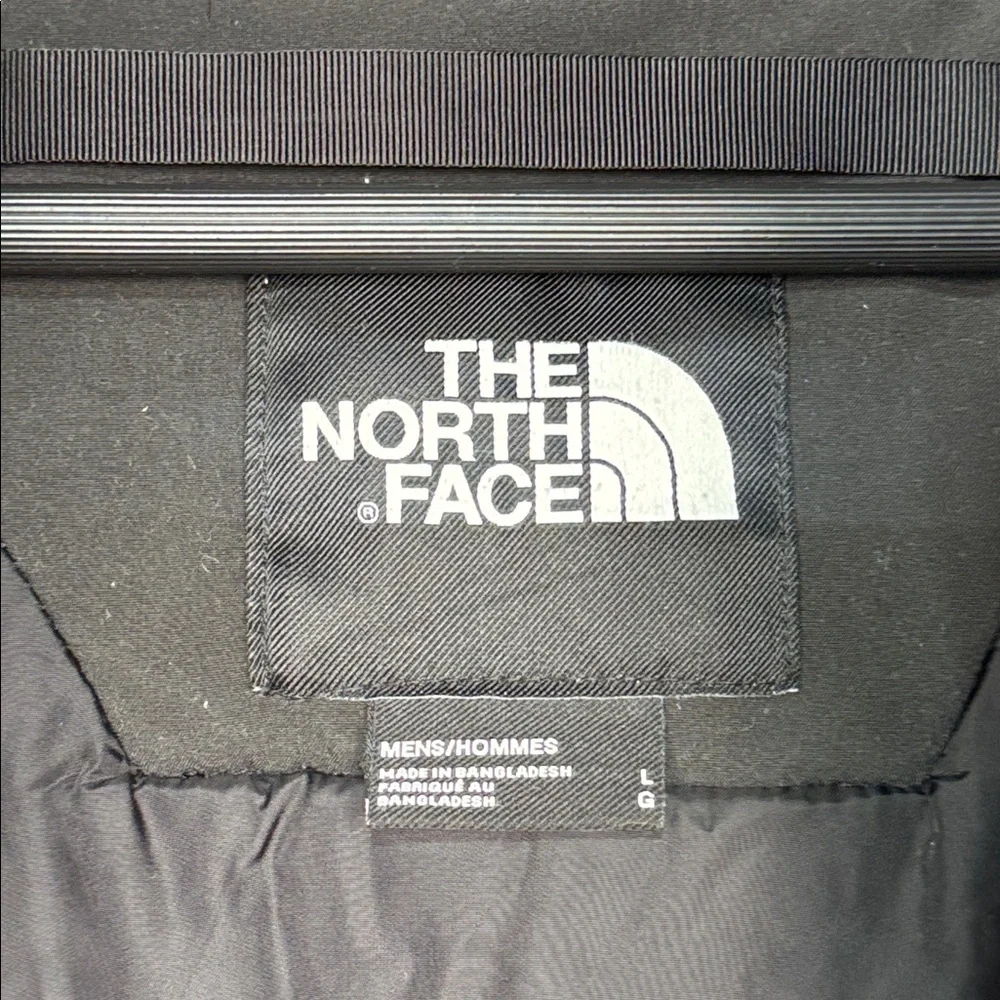 THE
NORTH
® FACE
MENS/HOMMES
MADE IN BANGLADESH L
FABRIQUÉ AU G
BANGLADESH